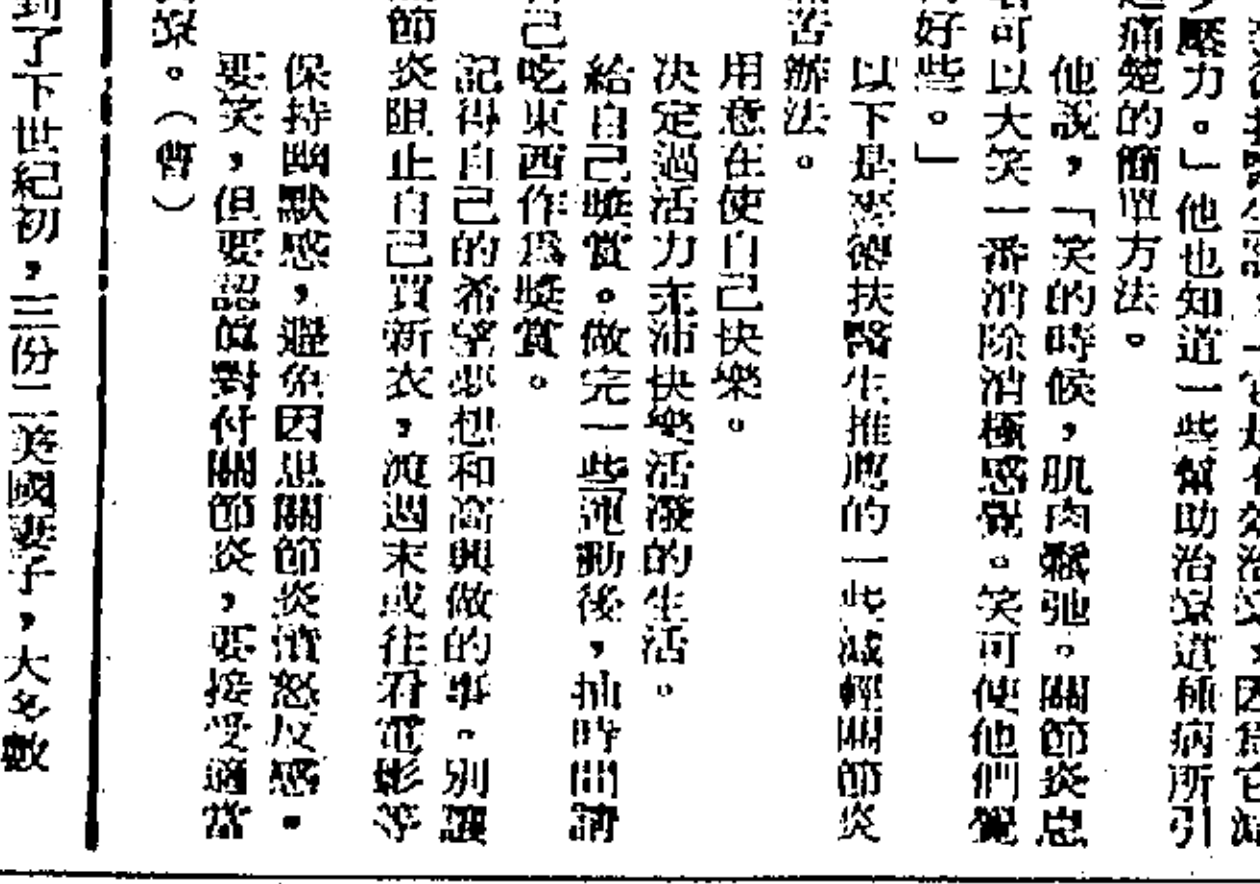 少壓力。」他也知道一些幫助治療這種病所引
起痛楚的簡單方法。
他說,「笑的時候,肌肉鬆弛。關節炎患
者可以大笑一番消除消極感覺。笑可使他們覺
得好些。」
以下是麥德扶醫生推薦的一些減輕關節炎
痛苦辦法。
用意在使自己快樂。
決定過活力充沛快樂活潑的生活。
給自己獎賞。做完一些運動後,抽時間請
自己吃東西作爲獎賞。
記得自己的希望夢想和高興做的事。別讓
關節炎阻止自己買新衣,渡週末或往看電影等
保持幽默感,避免因患關節炎憤怒反感。
要笑,但要認眞對付關節炎,要接受適當
療。(曹)
到了下世紀初,三份二美國妻子,大多數